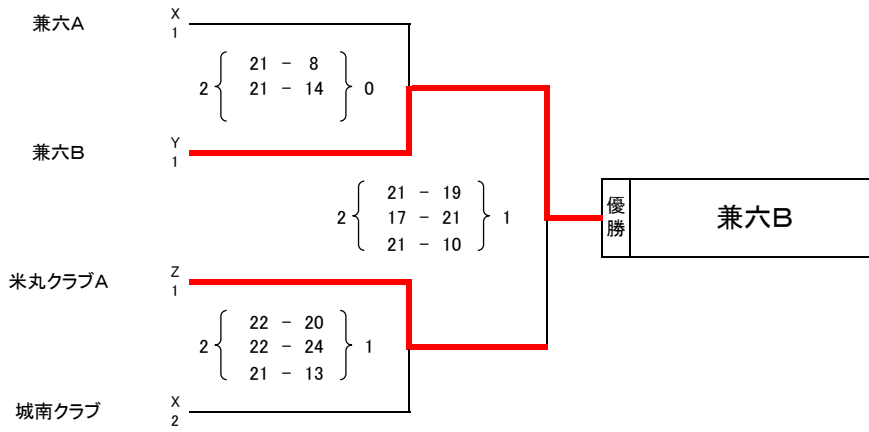 兼六A X 1
2 { 21 - 8 } 0
21 - 14
兼六B Y 1
2 { 21 - 19 } 1
17 - 21
21 - 10
優勝 兼六B
米丸クラブA Z 1
2 { 22 - 20 } 1
22 - 24
21 - 13
城南クラブ X 2